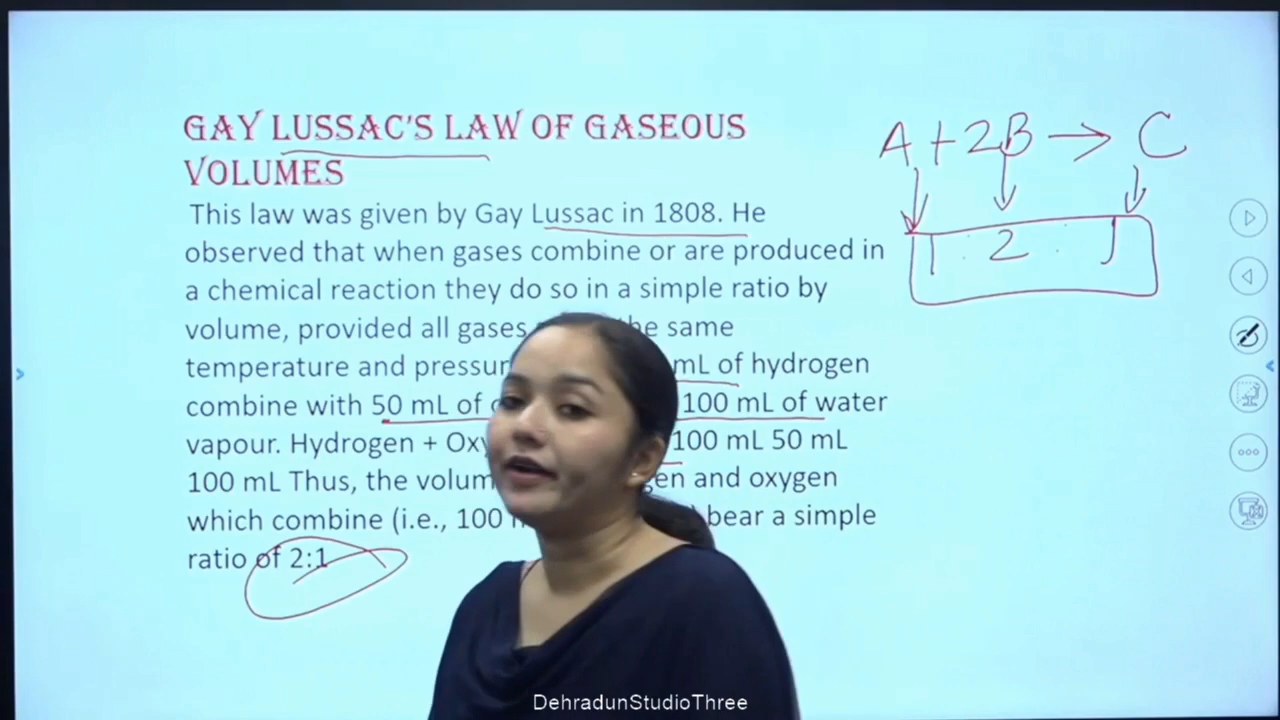 GAY LUSSAC'S LAW OF GASEOUS
VOLUMES
This law was given by Gay Lussac in 1808. He
observed that when gases combine or are produced in
a chemical reaction they do so in a simple ratio by
volume, provided all gases the same
temperature and mL of hydrogen
combine with 50 mL of 100 mL of water
vapour. Hydrogen + 100 mL 50 mL
100 mL Thus, the and oxygen
which combine (i.e., 100 bear a simple
ratio of 2:1
A + 2B → C
1 . 2 . 1
DehradunStudioThree